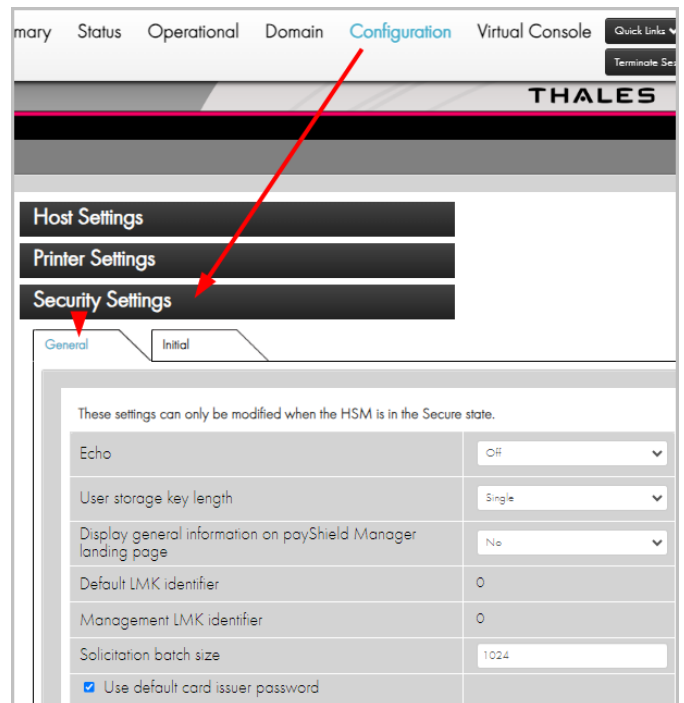 mary Status Operational Domain Configuration Virtual Console Quick Links
Terminate Ses
THALES
Host Settings
Printer Settings
Security Settings
General Initial
These settings can only be modified when the HSM is in the Secure state.
Echo Off
User storage key length Single
Display general information on payShield Manager landing page No
Default LMK identifier 0
Management LMK identifier 0
Solicitation batch size 1024
Use default card issuer password